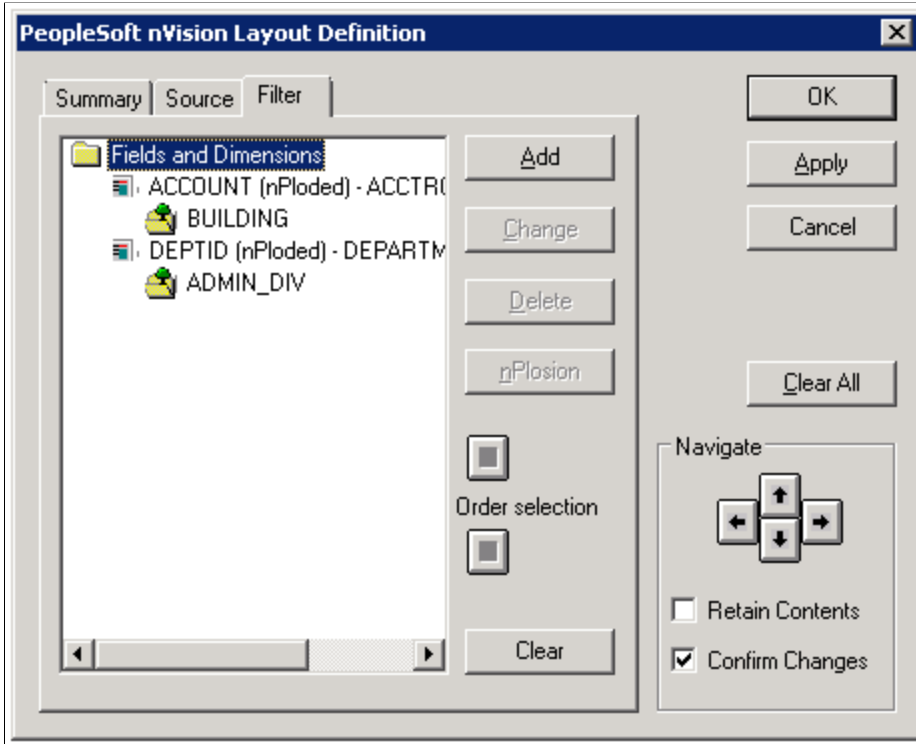 PeopleSoft nVision Layout Definition
Summary Source Filter
Fields and Dimensions
ACCOUNT (nPloded) - ACCTR
BUILDING
DEPTID (nPloded) - DEPARTM
ADMIN_DIV
Add
Change
Delete
nPlosion
Order selection
Clear
OK
Apply
Cancel
Clear All
Navigate
Retain Contents
Confirm Changes